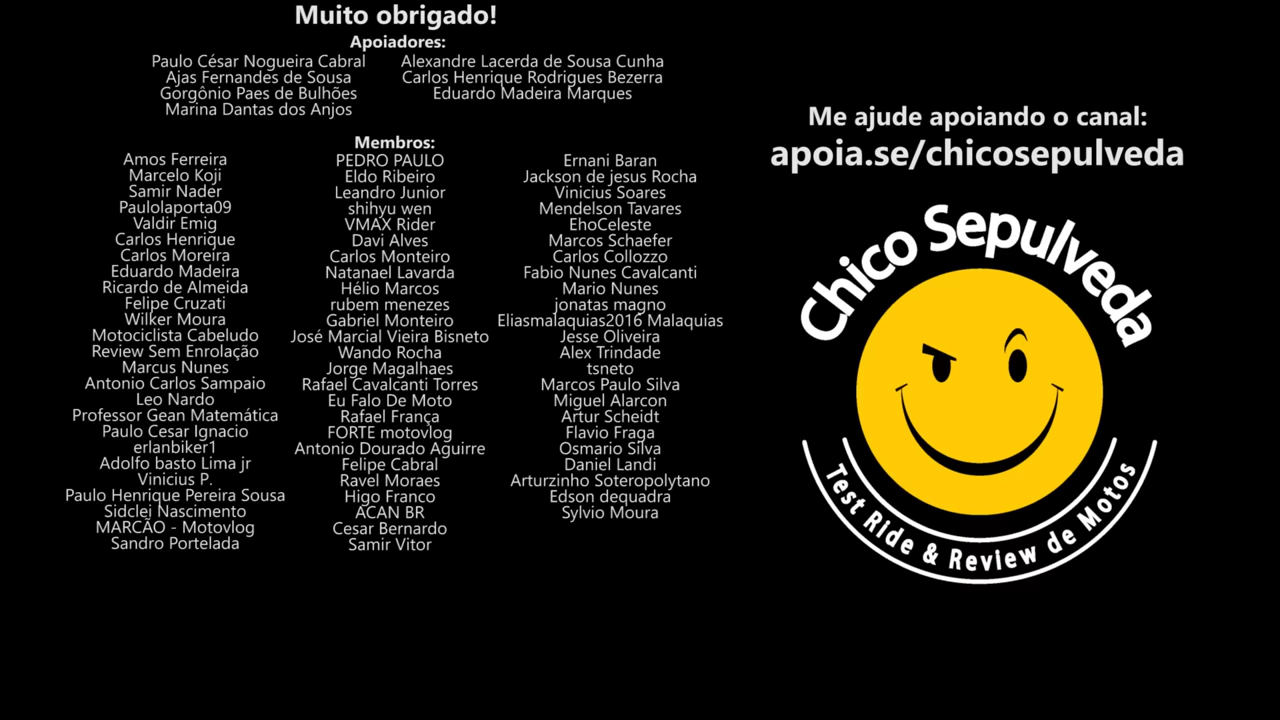 Muito obrigado!
Apoiadores:
Paulo César Nogueira Cabral
Ajas Fernandes de Sousa
Gorgônio Paes de Bulhões
Marina Dantas dos Anjos
Alexandre Lacerda de Sousa Cunha
Carlos Henrique Rodrigues Bezerra
Eduardo Madeira Marques
Membros:
Amos Ferreira
Marcelo Koji
Samir Nader
Paulolaporta09
Valdir Emig
Carlos Henrique
Carlos Moreira
Eduardo Madeira
Ricardo de Almeida
Felipe Cruzati
Wilker Moura
Motociclista Cabeludo
Review Sem Enrolação
Marcus Nunes
Antonio Carlos Sampaio
Leo Nardo
Professor Gean Matemática
Paulo Cesar Ignacio
erlanbiker1
Adolfo basto Lima jr
Vinicius P.
Paulo Henrique Pereira Sousa
Sidclei Nascimento
MARCÃO - Motovlog
Sandro Portelada
PEDRO PAULO
Eldo Ribeiro
Leandro Junior
shihyu wen
VMAX Rider
Davi Alves
Carlos Monteiro
Natanael Lavarda
Hélio Marcos
rubem menezes
Gabriel Monteiro
José Marcial Vieira Bisneto
Wando Rocha
Jorge Magalhaes
Rafael Cavalcanti Torres
Eu Falo De Moto
Rafael França
FORTE motovlog
Antonio Dourado Aguirre
Felipe Cabral
Ravel Moraes
Higo Franco
ACAN BR
Cesar Bernardo
Samir Vitor
Ernani Baran
Jackson de jesus Rocha
Vinicius Soares
Mendelson Tavares
EhoCeleste
Marcos Schaefer
Carlos Collozzo
Fabio Nunes Cavalcanti
Mario Nunes
jonatas magno
Eliasmalaquias2016 Malaquias
Jesse Oliveira
Alex Trindade
tsneto
Marcos Paulo Silva
Miguel Alarcon
Artur Scheidt
Flavio Fraga
Osmario Silva
Daniel Landi
Arturzinho Soteropolytano
Edson dequadra
Sylvio Moura
Me ajude apoiando o canal:
apoia.se/chicosepulveda
Chico Sepulveda
Test Ride & Review de Motos